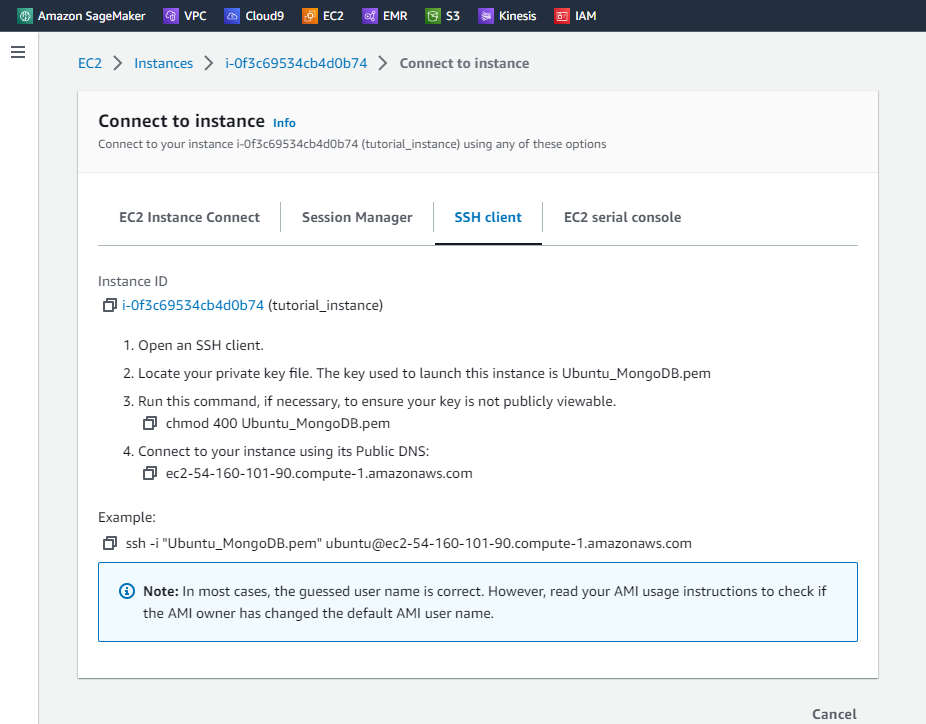 Amazon SageMaker VPC Cloud9 EC2 EMR S3 Kinesis IAM
EC2 > Instances > i-0f3c69534cb4d0b74 > Connect to instance
Connect to instance Info
Connect to your instance i-0f3c69534cb4d0b74 (tutorial_instance) using any of these options
EC2 Instance Connect Session Manager SSH client EC2 serial console
Instance ID
i-0f3c69534cb4d0b74 (tutorial_instance)
1. Open an SSH client.
2. Locate your private key file. The key used to launch this instance is Ubuntu_MongoDB.pem
3. Run this command, if necessary, to ensure your key is not publicly viewable.
chmod 400 Ubuntu_MongoDB.pem
4. Connect to your instance using its Public DNS:
ec2-54-160-101-90.compute-1.amazonaws.com
Example:
ssh -i "Ubuntu_MongoDB.pem" ubuntu@ec2-54-160-101-90.compute-1.amazonaws.com
Note: In most cases, the guessed user name is correct. However, read your AMI usage instructions to check if
the AMI owner has changed the default AMI user name.
Cancel